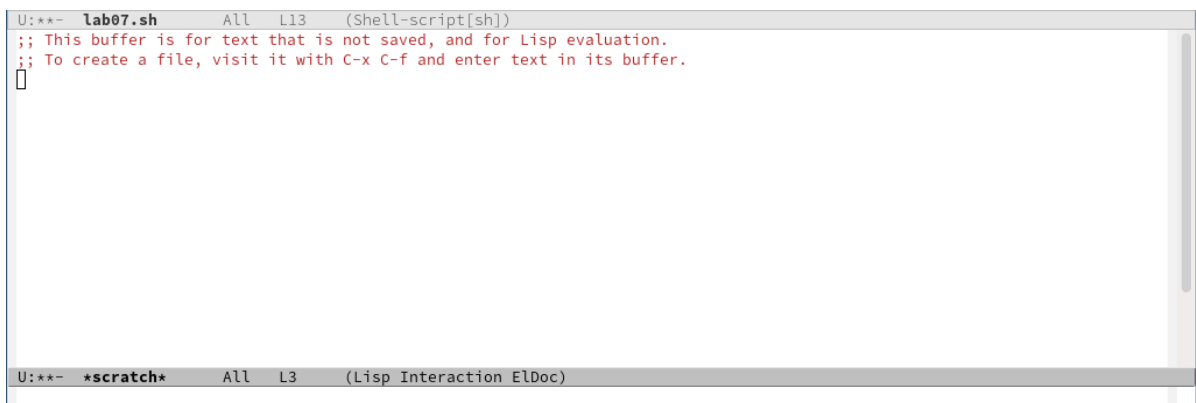 U:**-  lab07.sh       All   L13    (Shell-script[sh])
;; This buffer is for text that is not saved, and for Lisp evaluation.
;; To create a file, visit it with C-x C-f and enter text in its buffer.
U:**-  *scratch*      All   L3     (Lisp Interaction ElDoc)